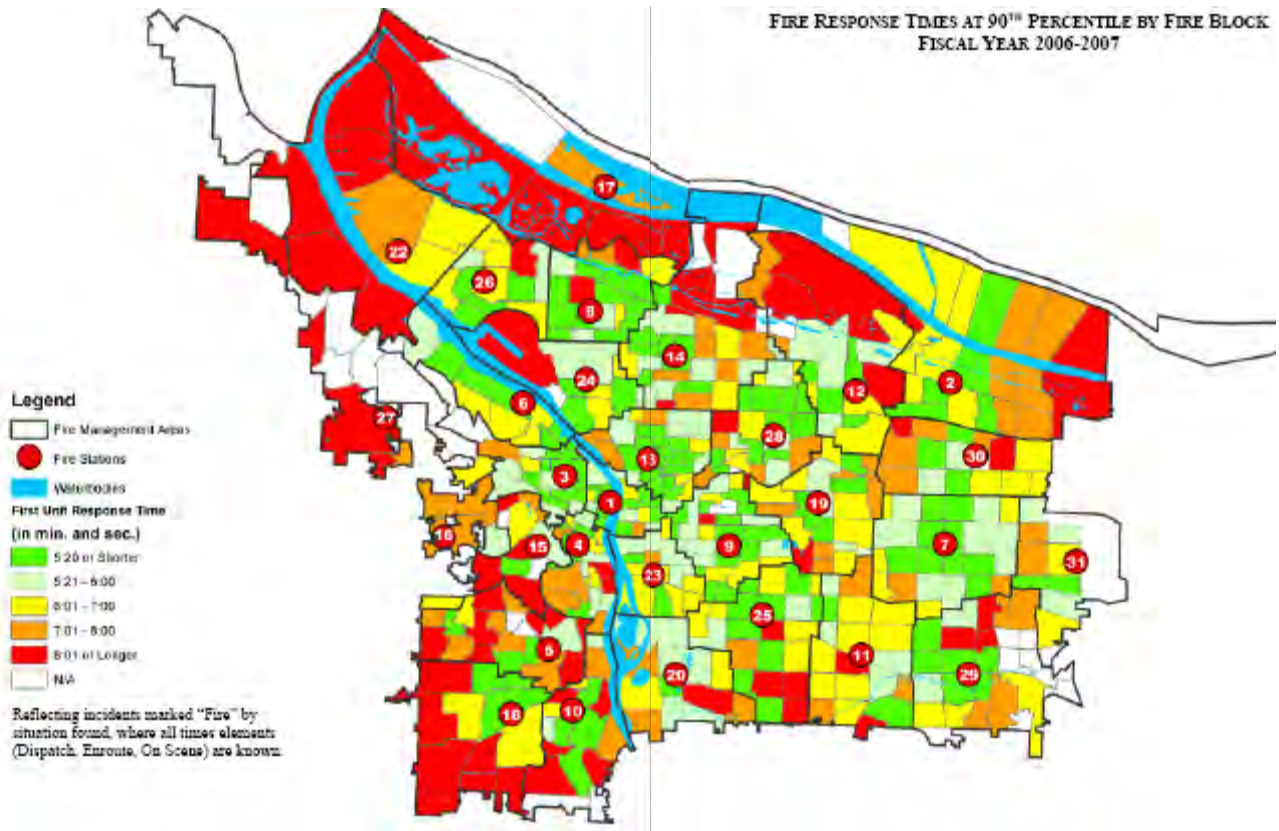 FIRE RESPONSE TIMES AT 90TH PERCENTILE BY FIRE BLOCK
FISCAL YEAR 2006-2007
17
22
26
8
14
24
12
2
6
27
28
30
13
3
1
19
16
15
4
9
7
23
31
25
5
11
20
29
18
10
Legend
Fire Management Areas
Fire Stations
Waterbodies
First Unit Response Time
(in min. and sec.)
5:20 or Shorter
5:21 - 6:00
6:01 - 7:00
7:01 - 8:00
8:01 or Longer
N/A
Reflecting incidents marked "Fire" by
situation found, where all times elements
(Dispatch, Enroute, On Scene) are known